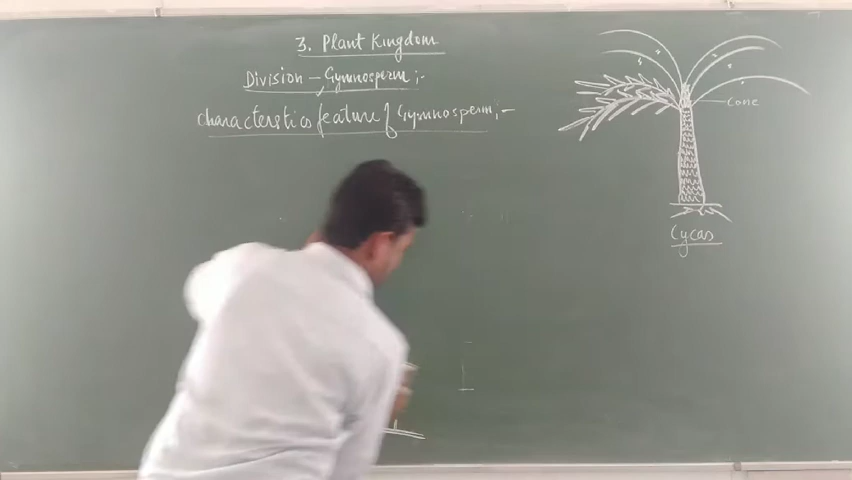 3. Plant Kingdom
Division - Gymnosperm :-
characteristics feature of Gymnosperm :-
Cone
Cycas